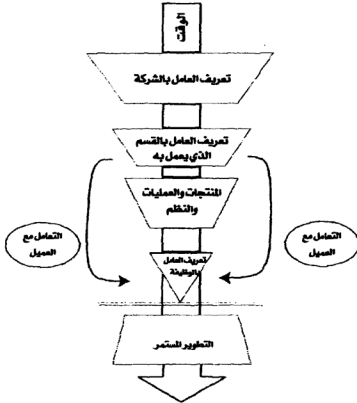 الوقت
تعريف العامل بالشركة
تعريف العامل بالقسم
الذي يعمل به
المنتجات والعمليات
والنظم
التعامل مع
العميل
التعامل مع
العميل
تعريف العامل
بالوظيفة
التطوير المستمر